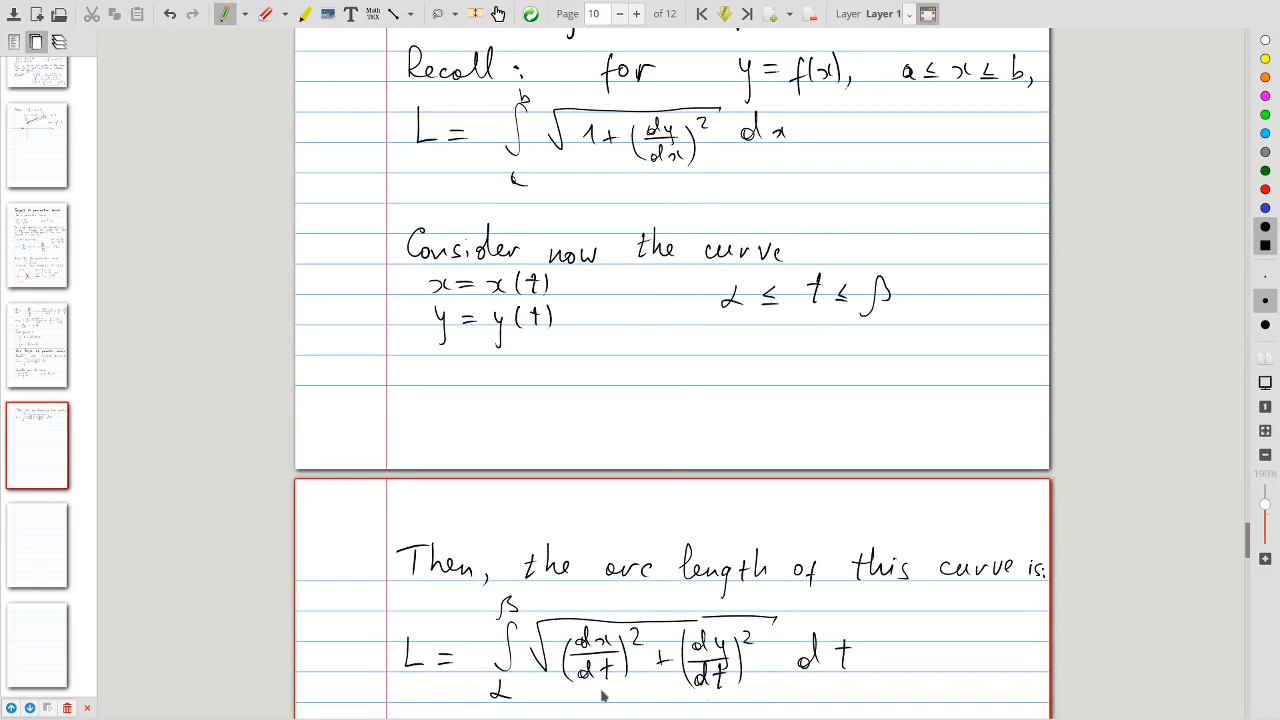 Page 10 of 12
Layer Layer 1
Recall : for y = f(x), a ≤ x ≤ b,
L = ∫_a^b √(1 + (dy/dx)²) dx
Consider now the curve
x = x(t)
α ≤ t ≤ β
y = y(t)
Then, the arc length of this curve is:
L = ∫_α^β √((dx/dt)² + (dy/dt)²) dt
190%